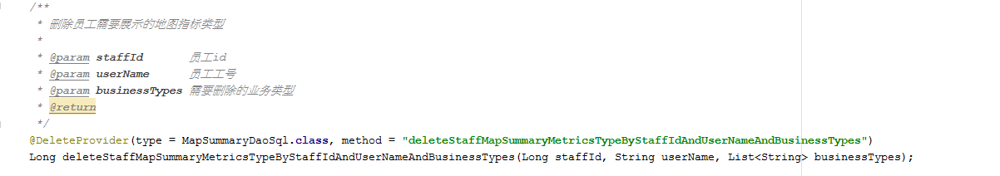 /**
* 删除员工需要展示的地图指标类型
*
* @param staffId 员工id
* @param userName 员工工号
* @param businessTypes 需要删除的业务类型
* @return
*/
@DeleteProvider(type = MapSummaryDaoSql.class, method = "deleteStaffMapSummaryMetricsTypeByStaffIdAndUserNameAndBusinessTypes")
Long deleteStaffMapSummaryMetricsTypeByStaffIdAndUserNameAndBusinessTypes(Long staffId, String userName, List<String> businessTypes);